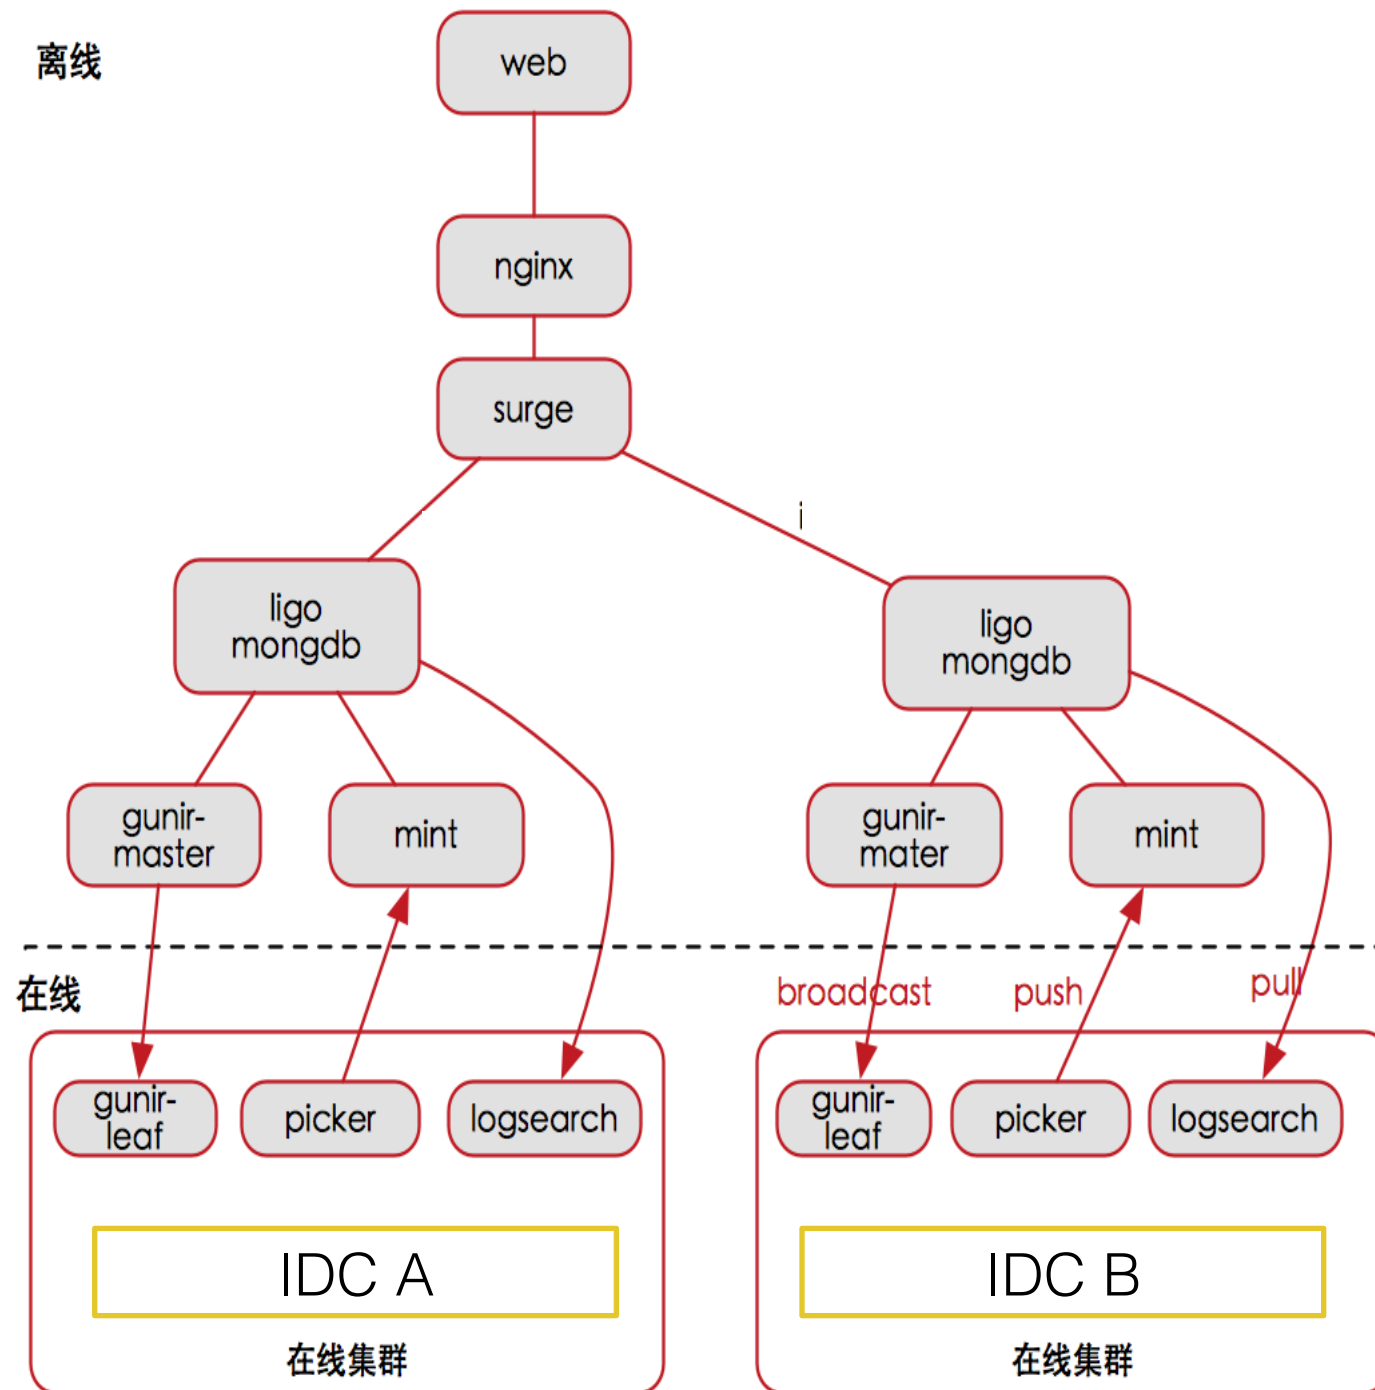 离线
web
nginx
surge
i
ligo
mongdb
ligo
mongdb
gunir-
master
mint
gunir-
mater
mint
在线
broadcast
push
pull
gunir-
leaf
picker
logsearch
gunir-
leaf
picker
logsearch
IDC A
IDC B
在线集群
在线集群